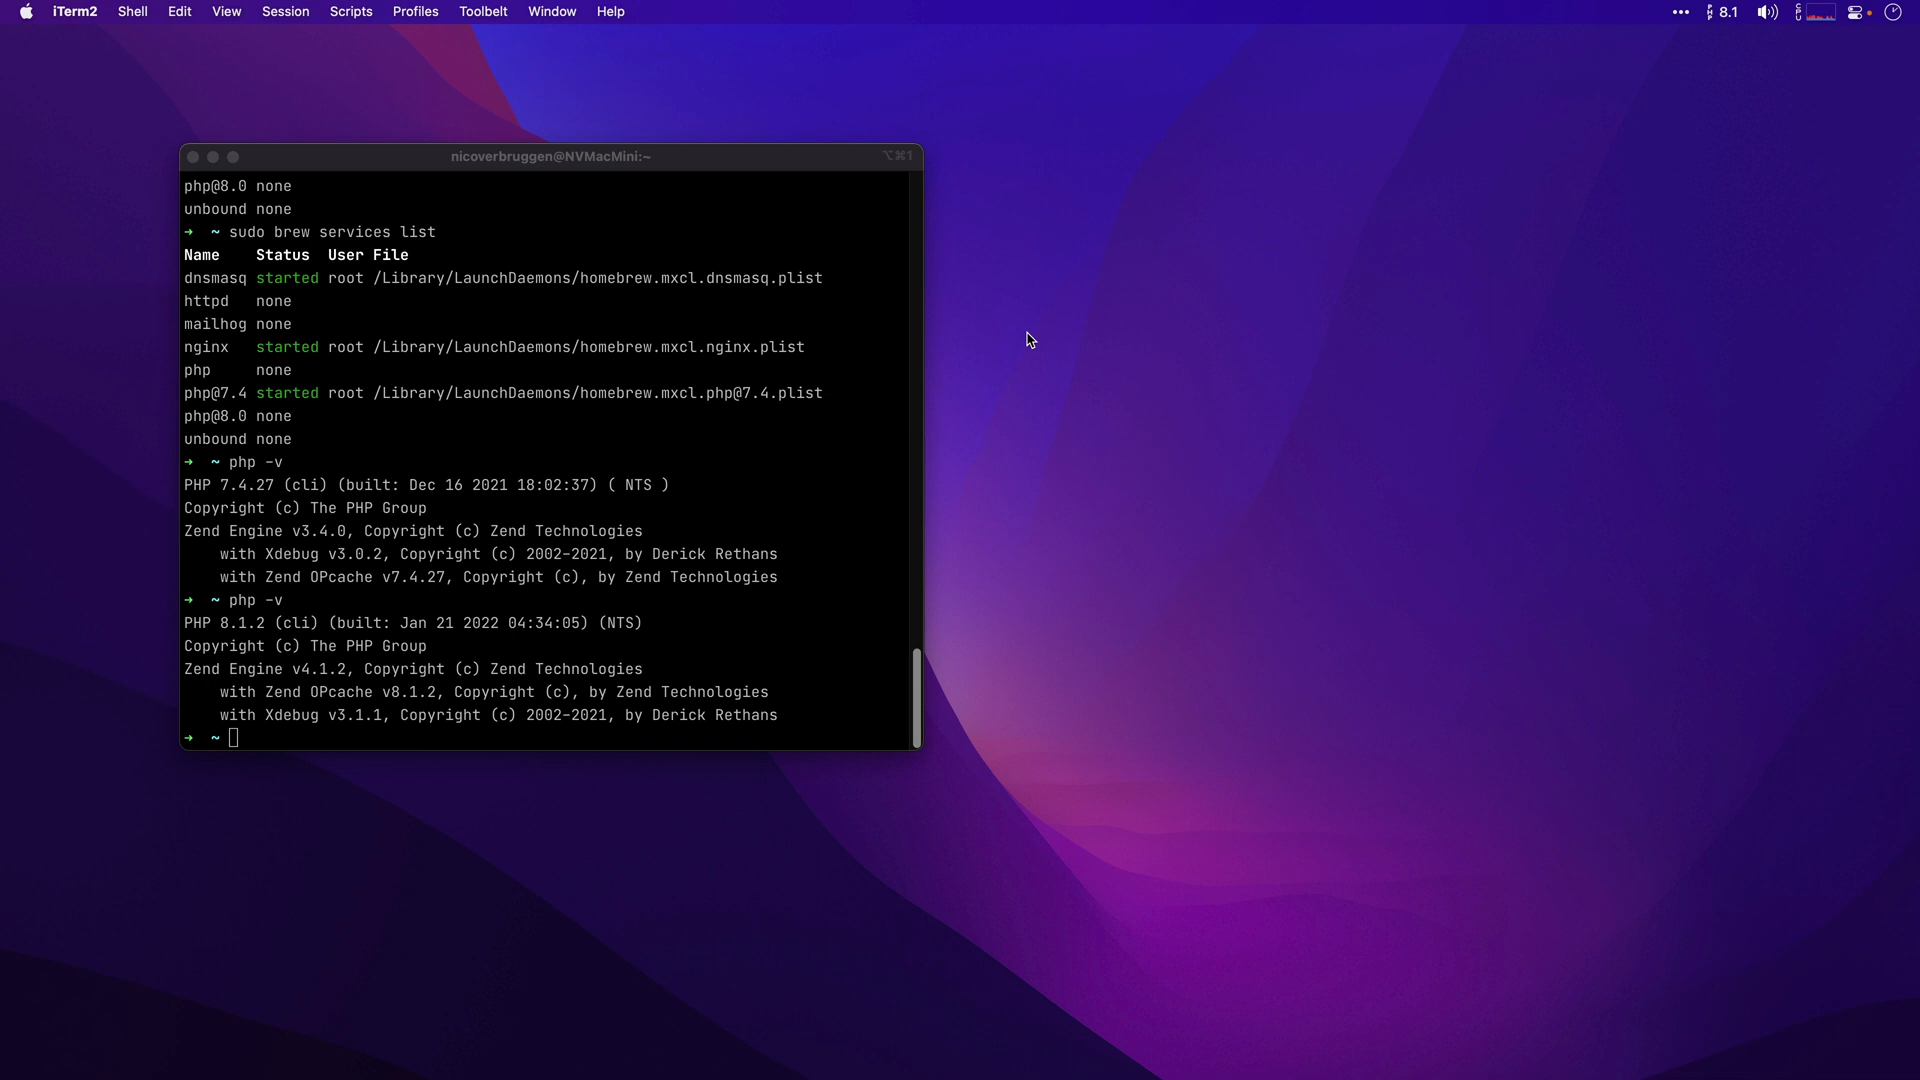 iTerm2 Shell Edit View Session Scripts Profiles Toolbelt Window Help ••• PHP 8.1 CPU
nicoverbruggen@NVMacMini:~ ⌥⌘1
php@8.0 none
unbound none
→ ~ sudo brew services list
Name Status User File
dnsmasq started root /Library/LaunchDaemons/homebrew.mxcl.dnsmasq.plist
httpd none
mailhog none
nginx started root /Library/LaunchDaemons/homebrew.mxcl.nginx.plist
php none
php@7.4 started root /Library/LaunchDaemons/homebrew.mxcl.php@7.4.plist
php@8.0 none
unbound none
→ ~ php -v
PHP 7.4.27 (cli) (built: Dec 16 2021 18:02:37) ( NTS )
Copyright (c) The PHP Group
Zend Engine v3.4.0, Copyright (c) Zend Technologies
with Xdebug v3.0.2, Copyright (c) 2002-2021, by Derick Rethans
with Zend OPcache v7.4.27, Copyright (c), by Zend Technologies
→ ~ php -v
PHP 8.1.2 (cli) (built: Jan 21 2022 04:34:05) (NTS)
Copyright (c) The PHP Group
Zend Engine v4.1.2, Copyright (c) Zend Technologies
with Zend OPcache v8.1.2, Copyright (c), by Zend Technologies
with Xdebug v3.1.1, Copyright (c) 2002-2021, by Derick Rethans
→ ~